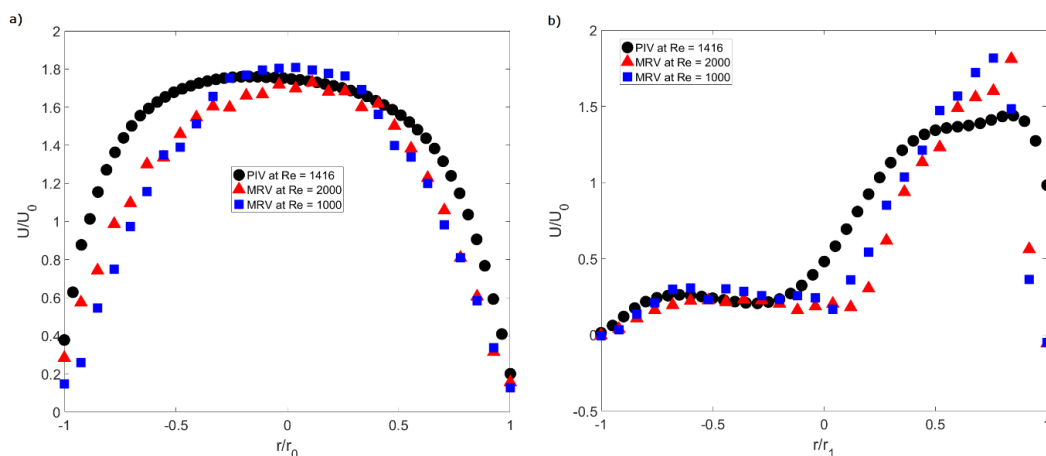 a)
2
1.8
1.6
1.4
1.2
1
0.8
0.6
0.4
0.2
0
U/U0
PIV at Re = 1416
MRV at Re = 2000
MRV at Re = 1000
-1
-0.5
0
0.5
1
r/r0
b)
2
1.5
1
0.5
0
-0.5
U/U0
PIV at Re = 1416
MRV at Re = 2000
MRV at Re = 1000
-1
-0.5
0
0.5
1
r/r1